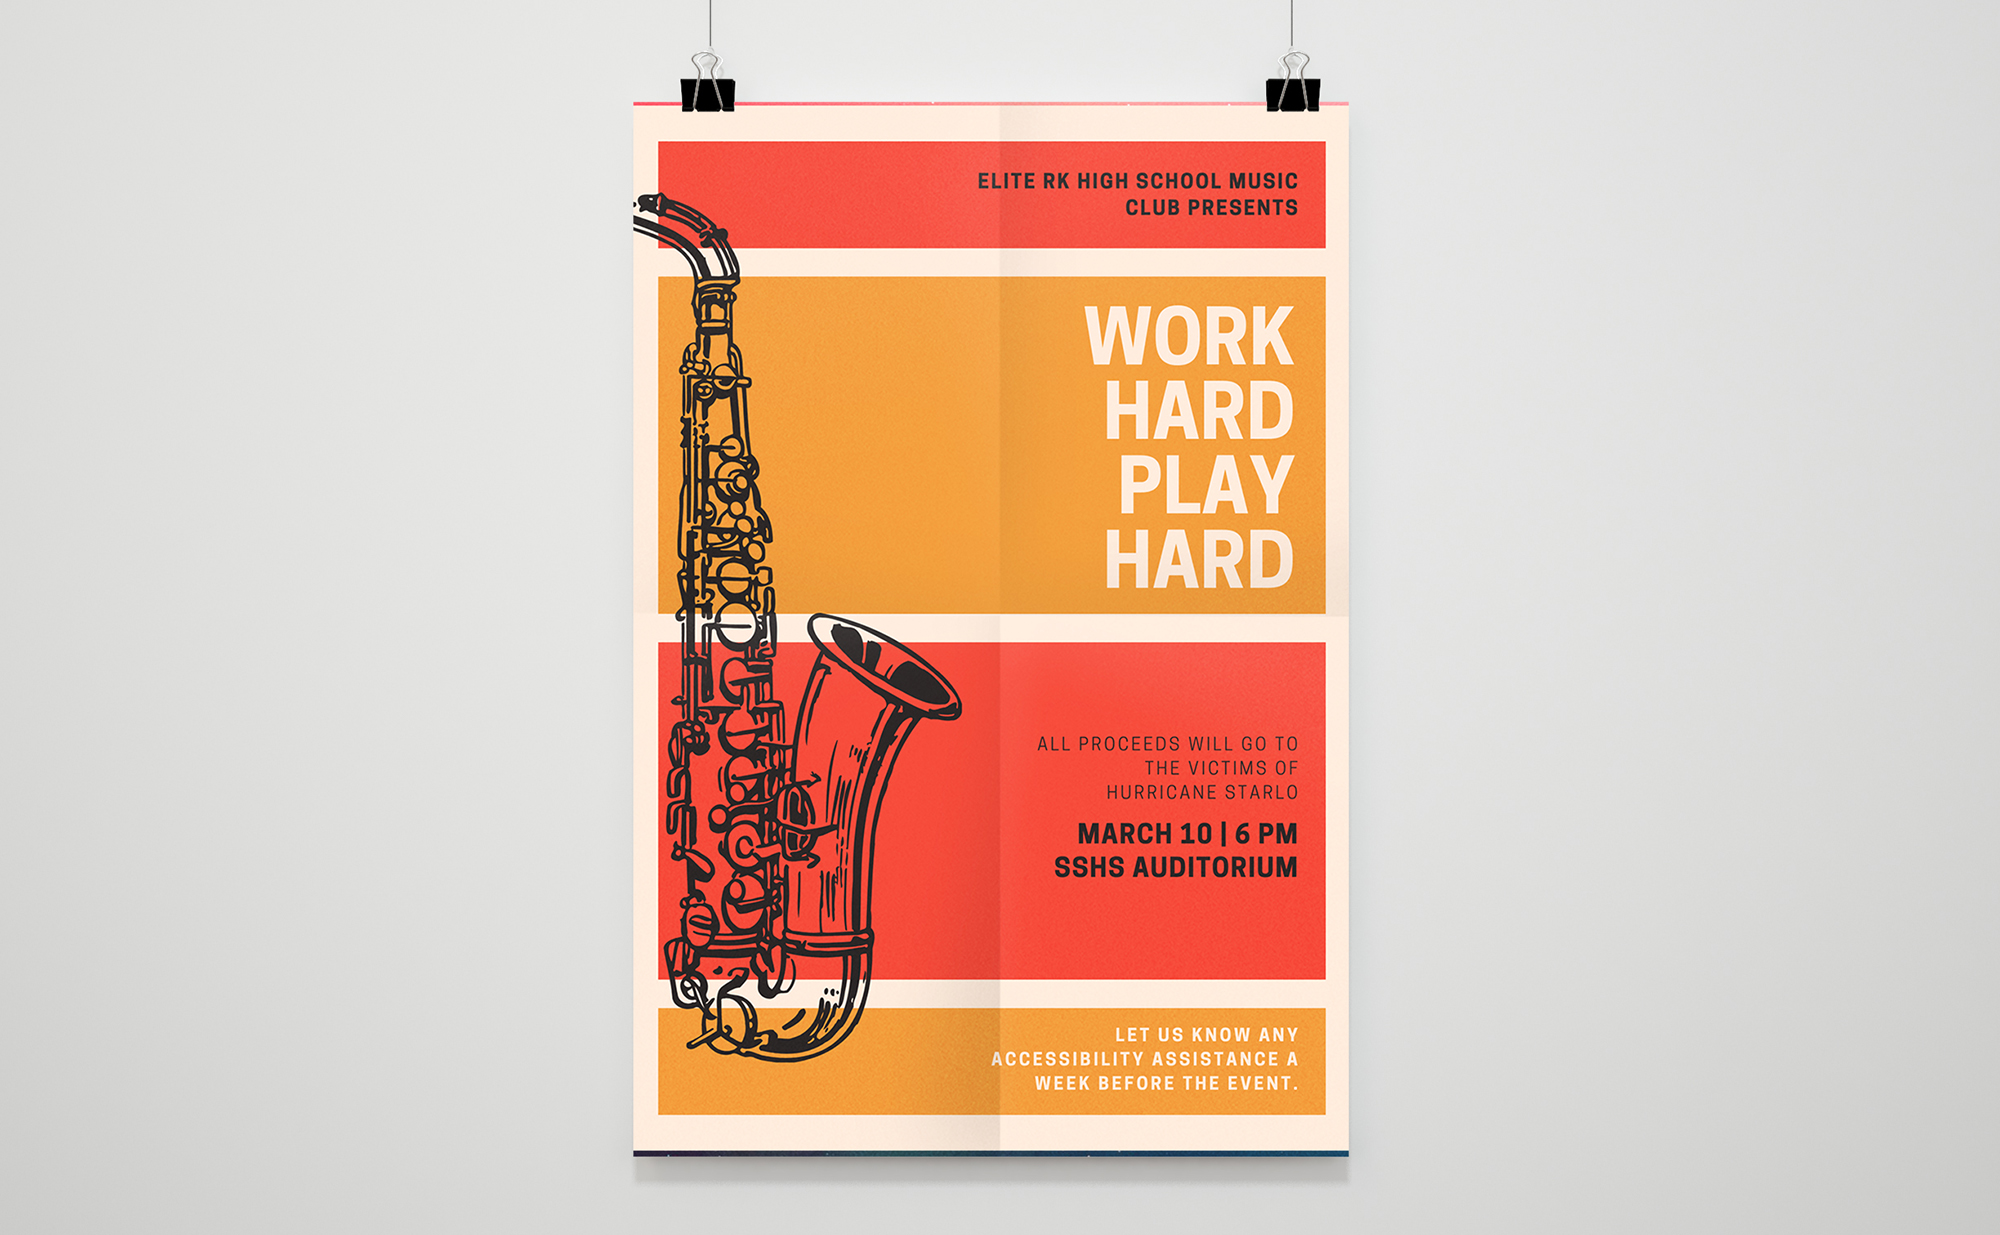 ELITE RK HIGH SCHOOL MUSIC
CLUB PRESENTS
WORK
HARD
PLAY
HARD
ALL PROCEEDS WILL GO TO
THE VICTIMS OF
HURRICANE STARLO
MARCH 10 | 6 PM
SSHS AUDITORIUM
LET US KNOW ANY
ACCESSIBILITY ASSISTANCE A
WEEK BEFORE THE EVENT.